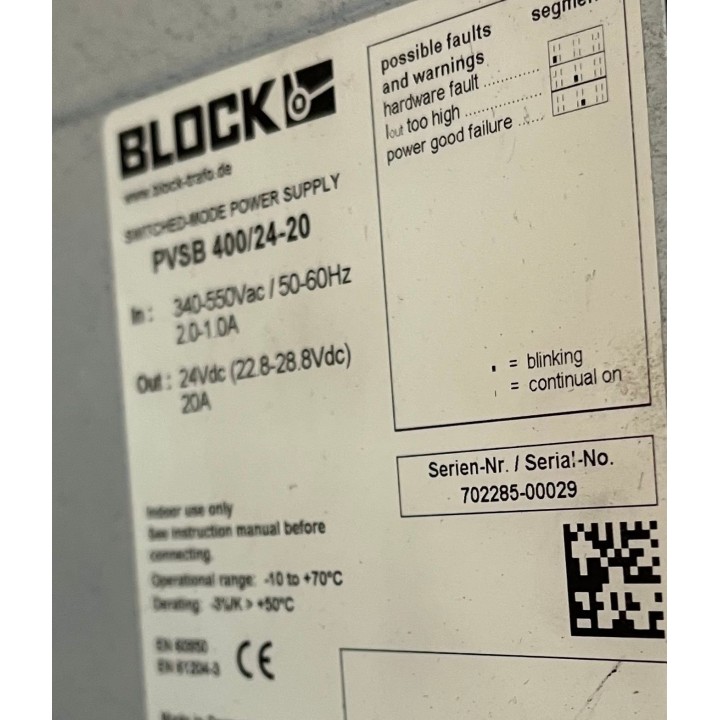 BLOCK
www.block-trafo.de
SWITCHED-MODE POWER SUPPLY
PVSB 400/24-20
In : 340-550Vac / 50-60Hz
2.0-1.0A
Out : 24Vdc (22.8-28.8Vdc)
20A
Indoor use only
See instruction manual before
connecting.
Operational range: -10 to +70°C
Derating: -3%/K > +50°C
EN 60950
EN 61204-3
CE
Made in
possible faults
and warnings
hardware fault ............
Iout too high ................
power good failure ......
= blinking
= continual on
Serien-Nr. / Serial-No.
702285-00029